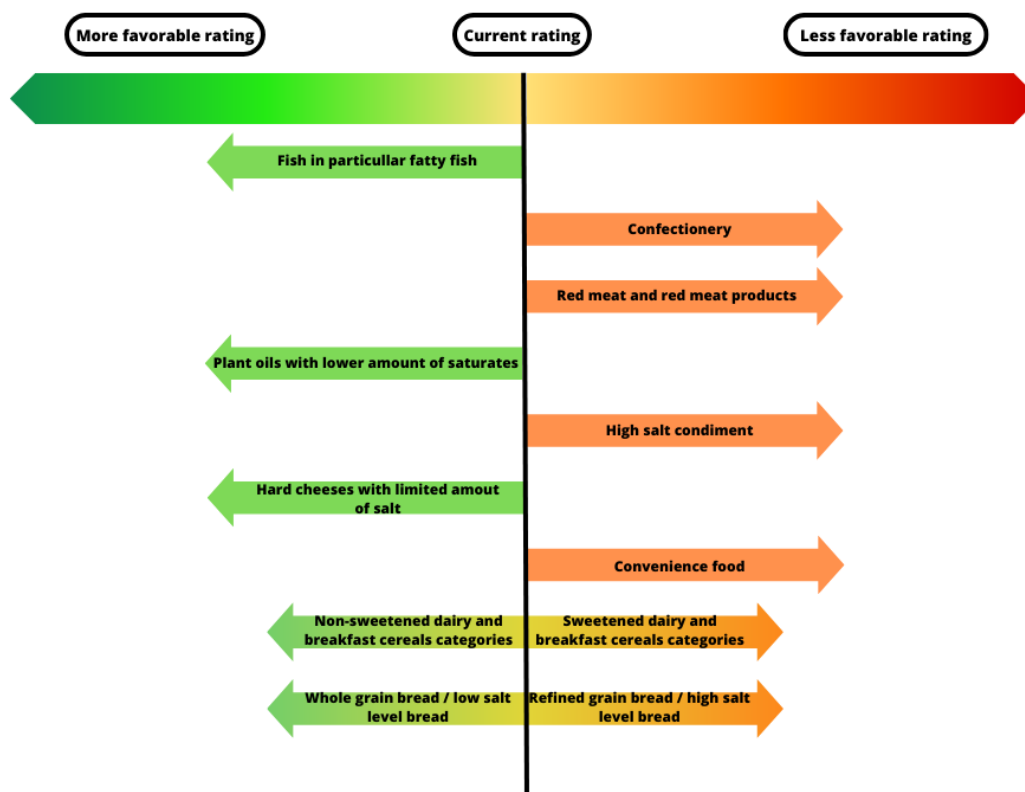 More favorable rating
Current rating
Less favorable rating
Fish in particullar fatty fish
Confectionery
Red meat and red meat products
Plant oils with lower amount of saturates
High salt condiment
Hard cheeses with limited amout
of salt
Convenience food
Non-sweetened dairy and
breakfast cereals categories
Sweetened dairy and
breakfast cereals categories
Whole grain bread / low salt
level bread
Refined grain bread / high salt
level bread